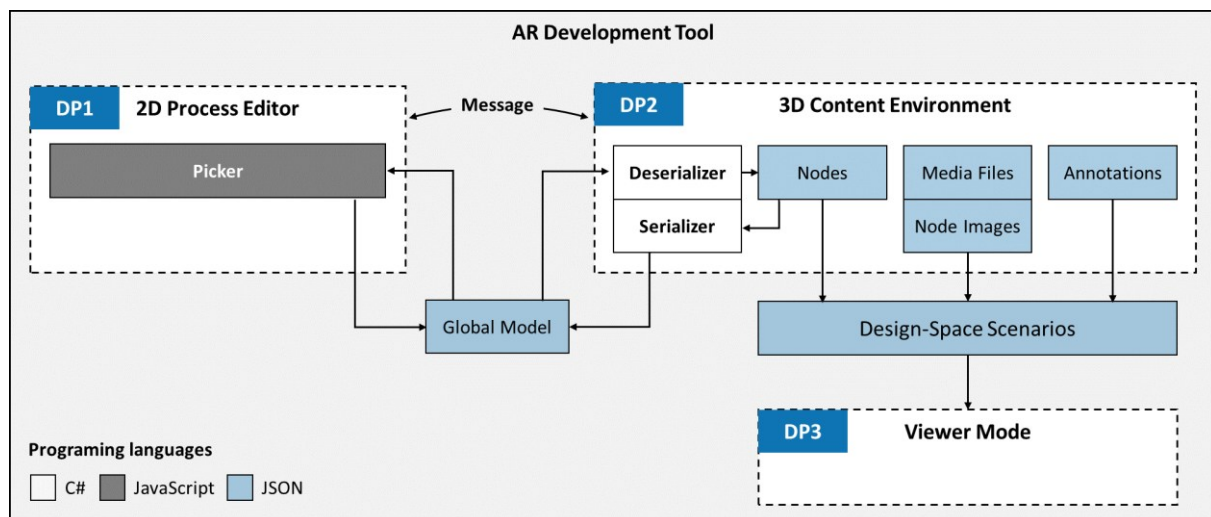 AR Development Tool
DP1
2D Process Editor
Message
DP2
3D Content Environment
Picker
Deserializer
Nodes
Media Files
Annotations
Serializer
Node Images
Global Model
Design-Space Scenarios
DP3
Viewer Mode
Programing languages
C#
JavaScript
JSON